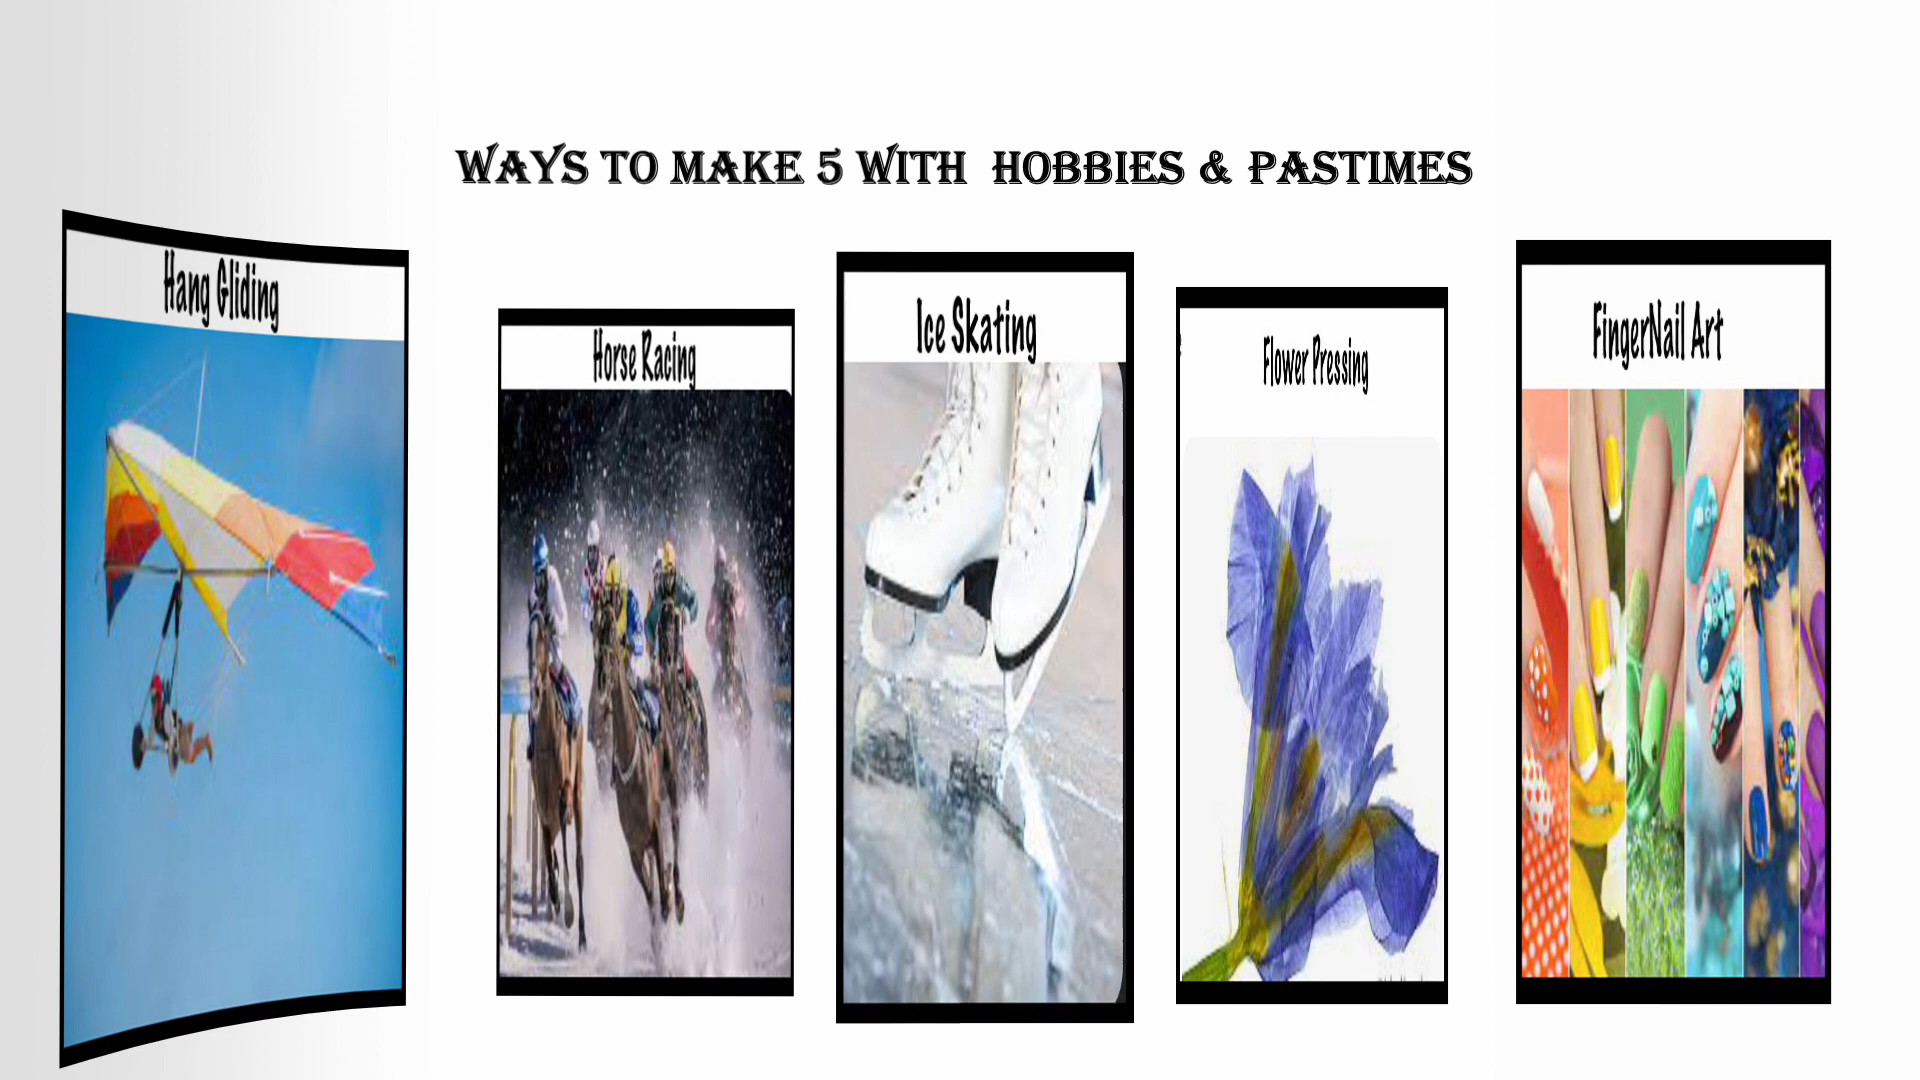 WAYS TO MAKE 5 WITH HOBBIES & PASTIMES
Hang Gliding
Horse Racing
Ice Skating
Flower Pressing
FingerNail Art